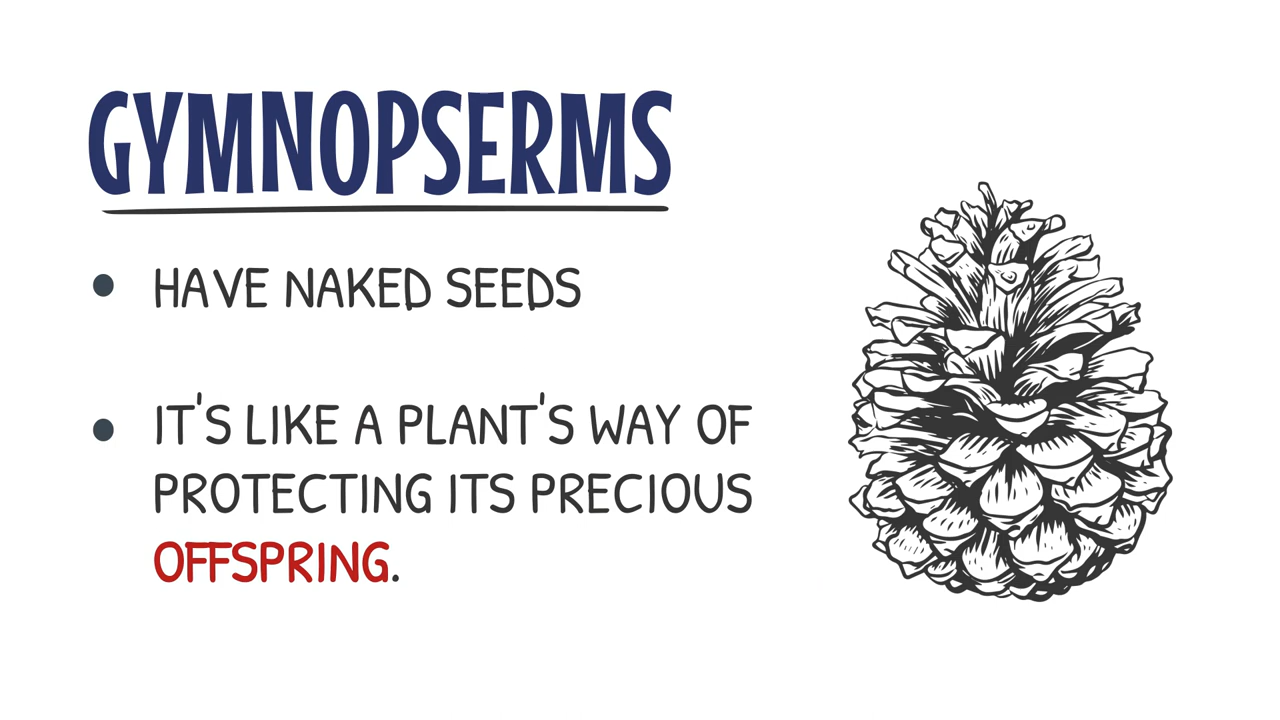 GYMNOPSERMS
• HAVE NAKED SEEDS
• IT'S LIKE A PLANT'S WAY OF
PROTECTING ITS PRECIOUS
OFFSPRING.